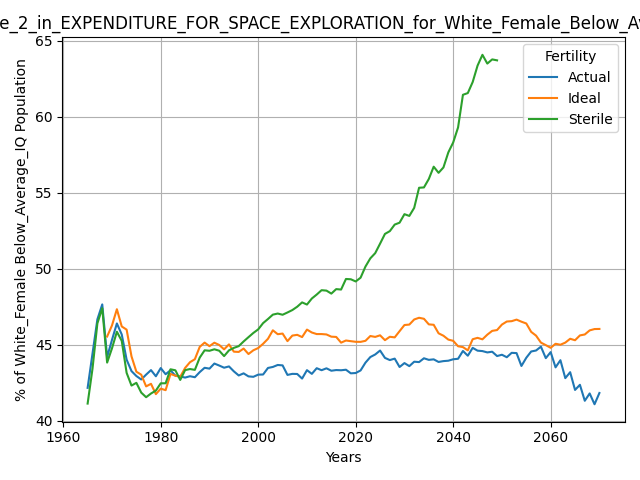 e_2_in_EXPENDITURE_FOR_SPACE_EXPLORATION_for_White_Female_Below_Av
% of White_Female Below_Average_IQ Population
65
60
55
50
45
40
1960
1980
2000
2020
2040
2060
Years
Fertility
Actual
Ideal
Sterile